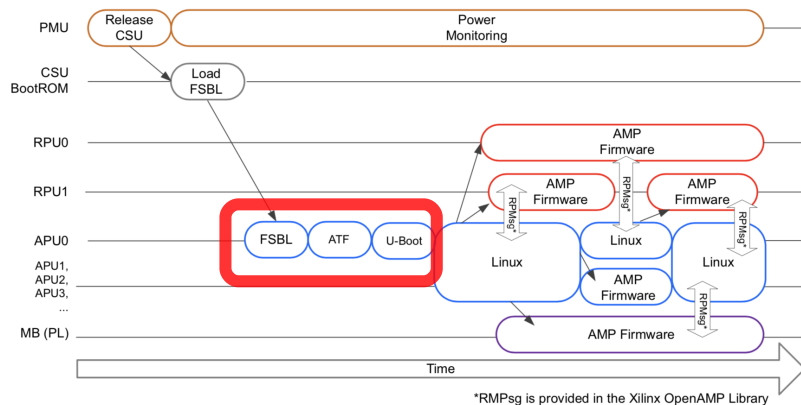 PMU
Release
CSU
Power
Monitoring
CSU
BootROM
Load
FSBL
RPU0
AMP
Firmware
RPU1
AMP
Firmware
RPMsg*
AMP
Firmware
RPMsg*
RPMsg*
APU0
FSBL
ATF
U-Boot
Linux
Linux
Linux
APU1,
APU2,
APU3,
...
AMP
Firmware
RPMsg*
MB (PL)
AMP Firmware
Time
*RMPsg is provided in the Xilinx OpenAMP Library